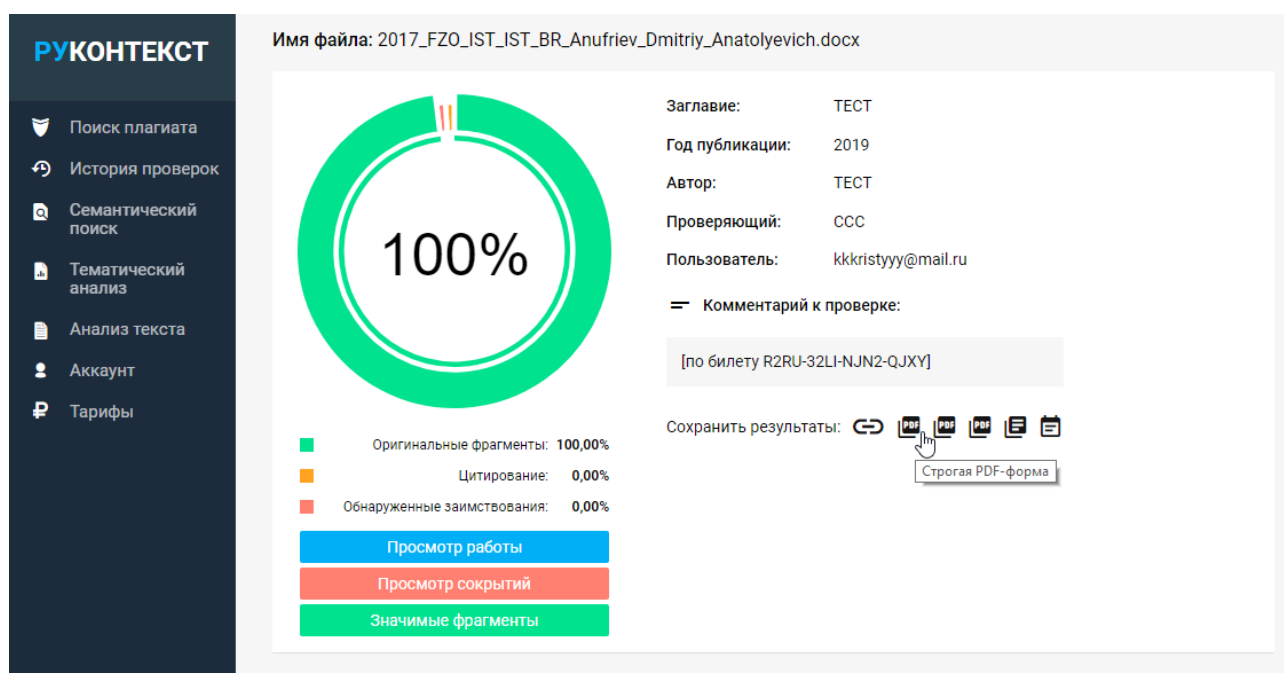 РУКОНТЕКСТ
Поиск плагиата
История проверок
Семантический
поиск
Тематический
анализ
Анализ текста
Аккаунт
Тарифы
Имя файла: 2017_FZO_IST_IST_BR_Anufriev_Dmitriy_Anatolyevich.docx
100%
Оригинальные фрагменты: 100,00%
Цитирование: 0,00%
Обнаруженные заимствования: 0,00%
Просмотр работы
Просмотр сокрытий
Значимые фрагменты
Заглавие: ТЕСТ
Год публикации: 2019
Автор: ТЕСТ
Проверяющий: ССС
Пользователь: kkkristyyy@mail.ru
Комментарий к проверке:
[по билету R2RU-32LI-NJN2-QJXY]
Сохранить результаты: PDF PDF PDF
Строгая PDF-форма